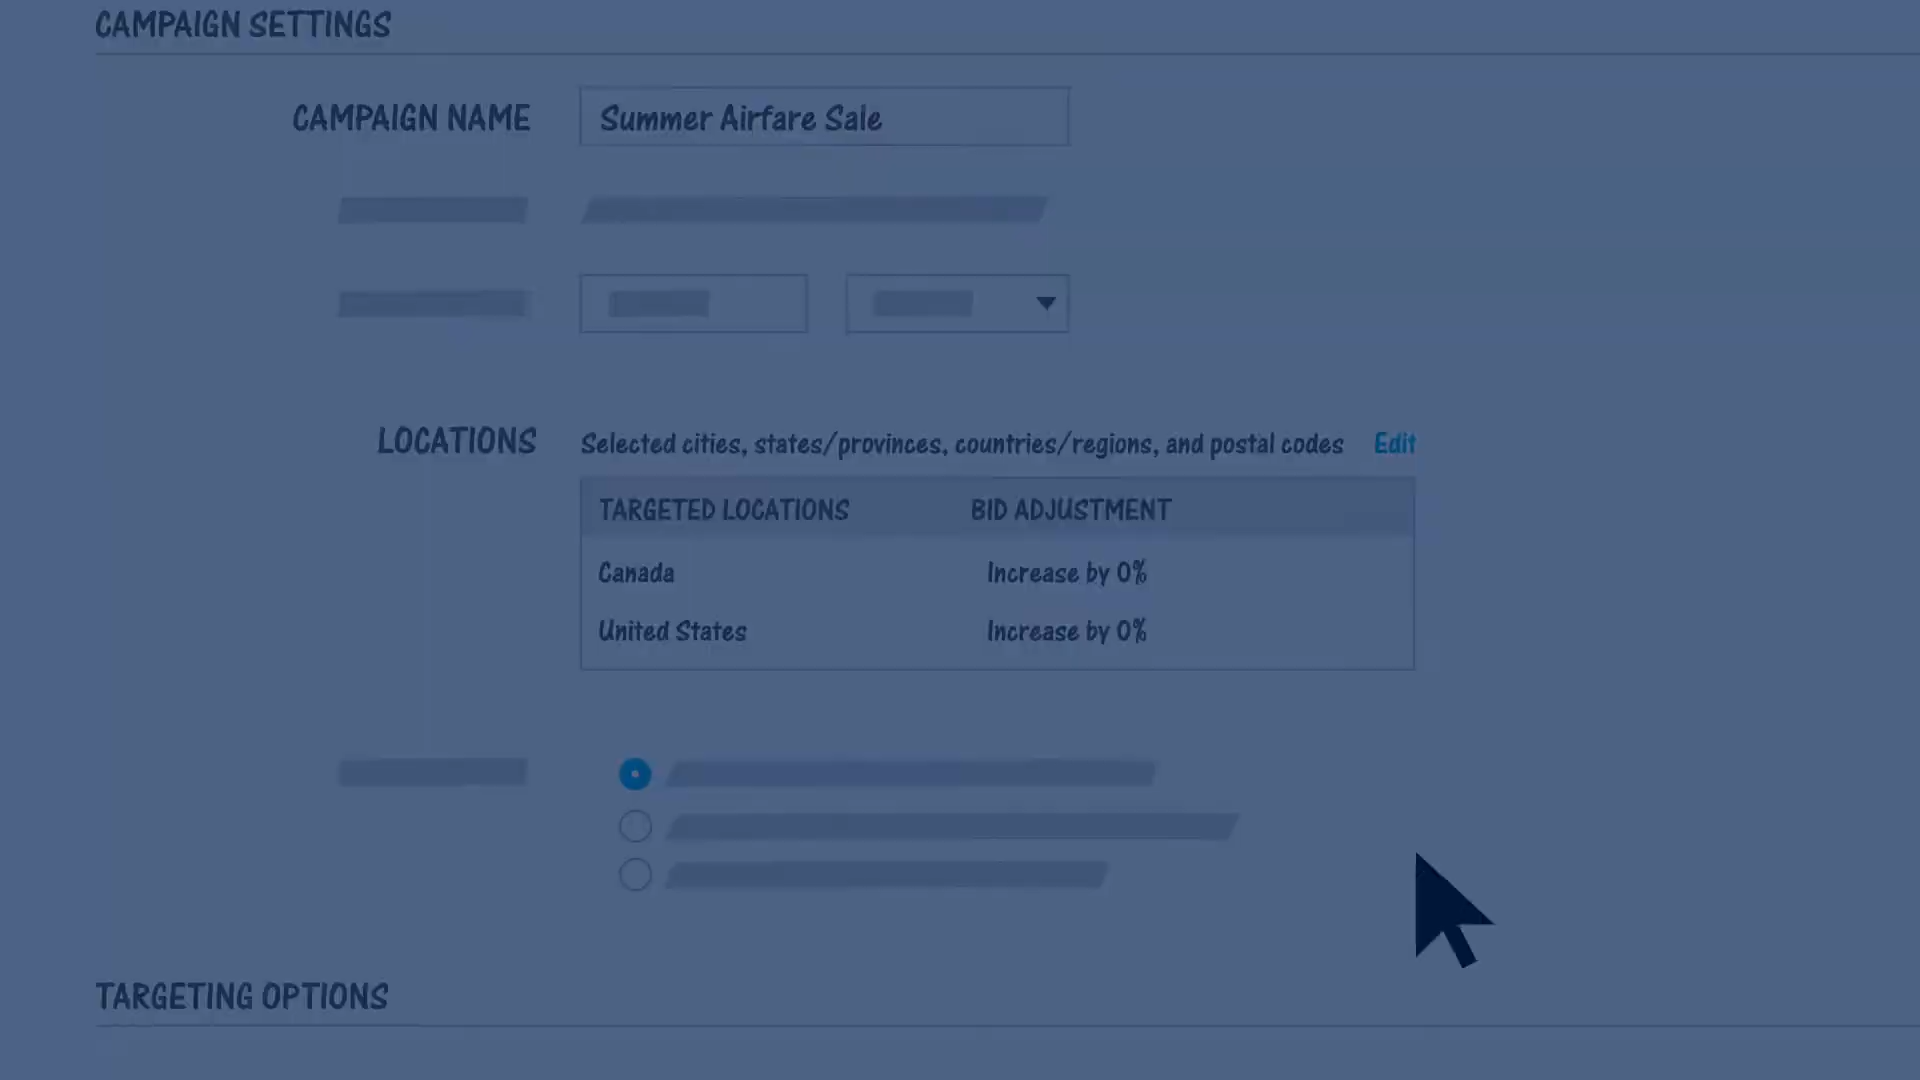 CAMPAIGN SETTINGS
CAMPAIGN NAME Summer Airfare Sale
LOCATIONS Selected cities, states/provinces, countries/regions, and postal codes Edit
TARGETED LOCATIONS BID ADJUSTMENT
Canada Increase by 0%
United States Increase by 0%
TARGETING OPTIONS